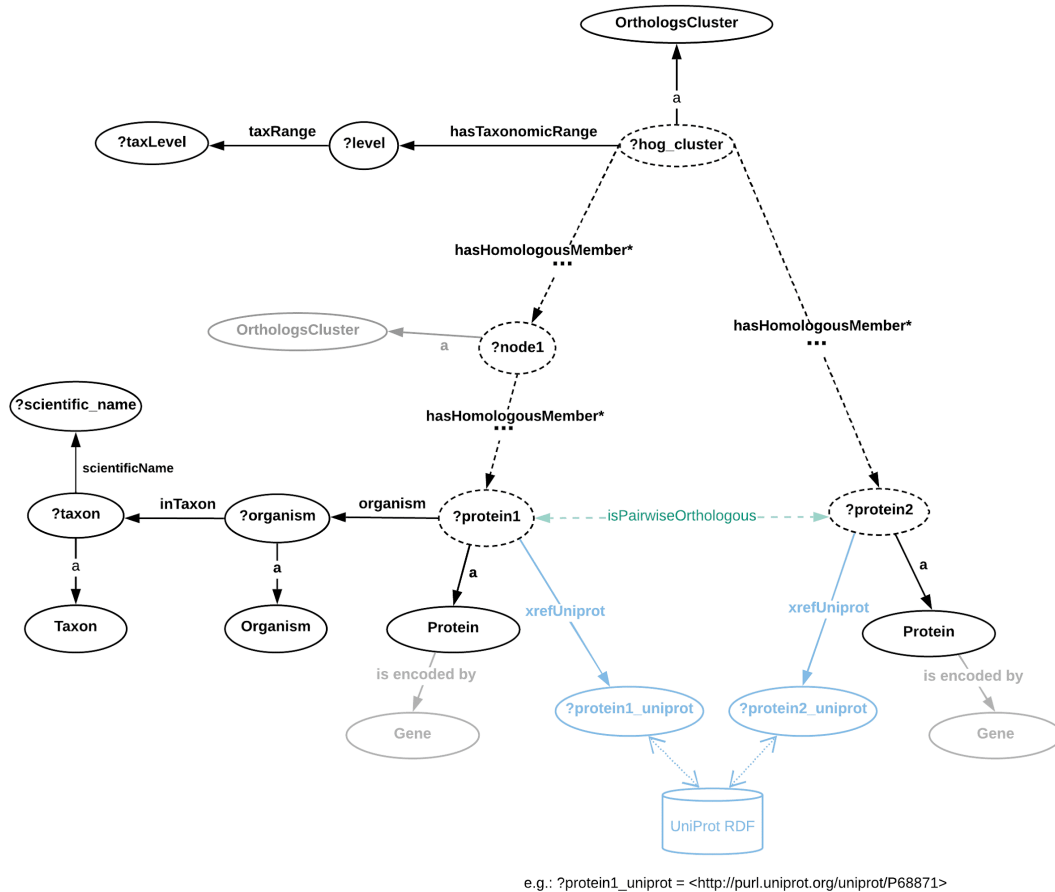 OrthologsCluster
a
?taxLevel
taxRange
?level
hasTaxonomicRange
?hog_cluster
hasHomologousMember*
...
OrthologsCluster
a
?node1
hasHomologousMember*
...
?scientific_name
hasHomologousMember*
...
scientificName
?taxon
inTaxon
?organism
organism
?protein1
isPairwiseOrthologous
?protein2
a
a
a
a
Taxon
Organism
Protein
xrefUniprot
xrefUniprot
Protein
is encoded by
is encoded by
Gene
?protein1_uniprot
?protein2_uniprot
Gene
UniProt RDF
e.g.: ?protein1_uniprot = <http://purl.uniprot.org/uniprot/P68871>